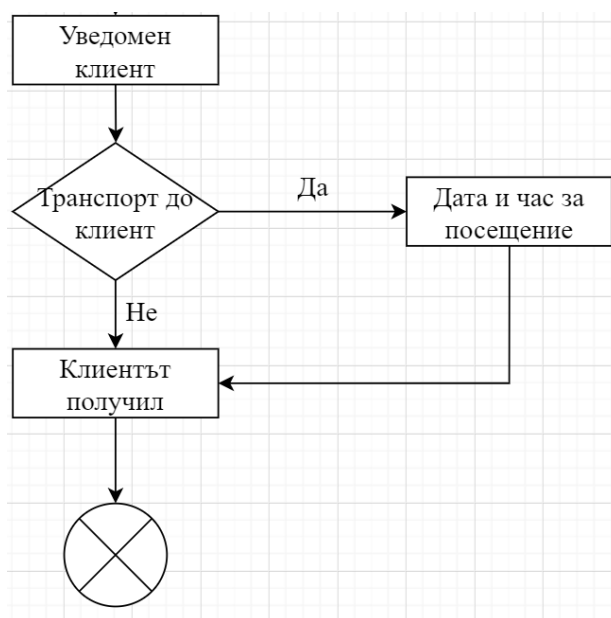 Уведомен
клиент
Транспорт до
клиент
Да
Дата и час за
посещение
Не
Клиентът
получил